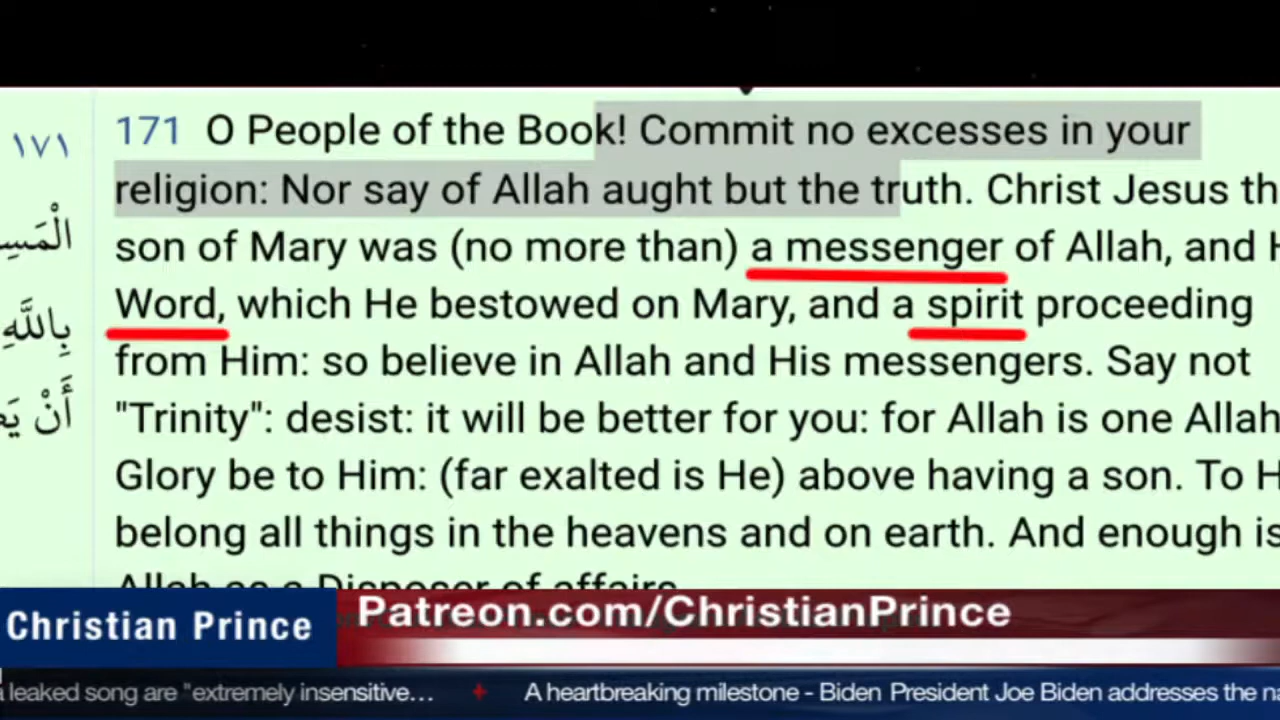 171 O People of the Book! Commit no excesses in your
١٧١
religion: Nor say of Allah aught but the truth. Christ Jesus th
son of Mary was (no more than) a messenger of Allah, and H
Word, which He bestowed on Mary, and a spirit proceeding
بِاللَّهِ
from Him: so believe in Allah and His messengers. Say not
"Trinity": desist: it will be better for you: for Allah is one Allah
أَنْ
Glory be to Him: (far exalted is He) above having a son. To H
belong all things in the heavens and on earth. And enough is
Allah as a Disposer of affairs.
Christian Prince
Patreon.com/ChristianPrince
a leaked song are "extremely insensitive... + A heartbreaking milestone - Biden President Joe Biden addresses the na